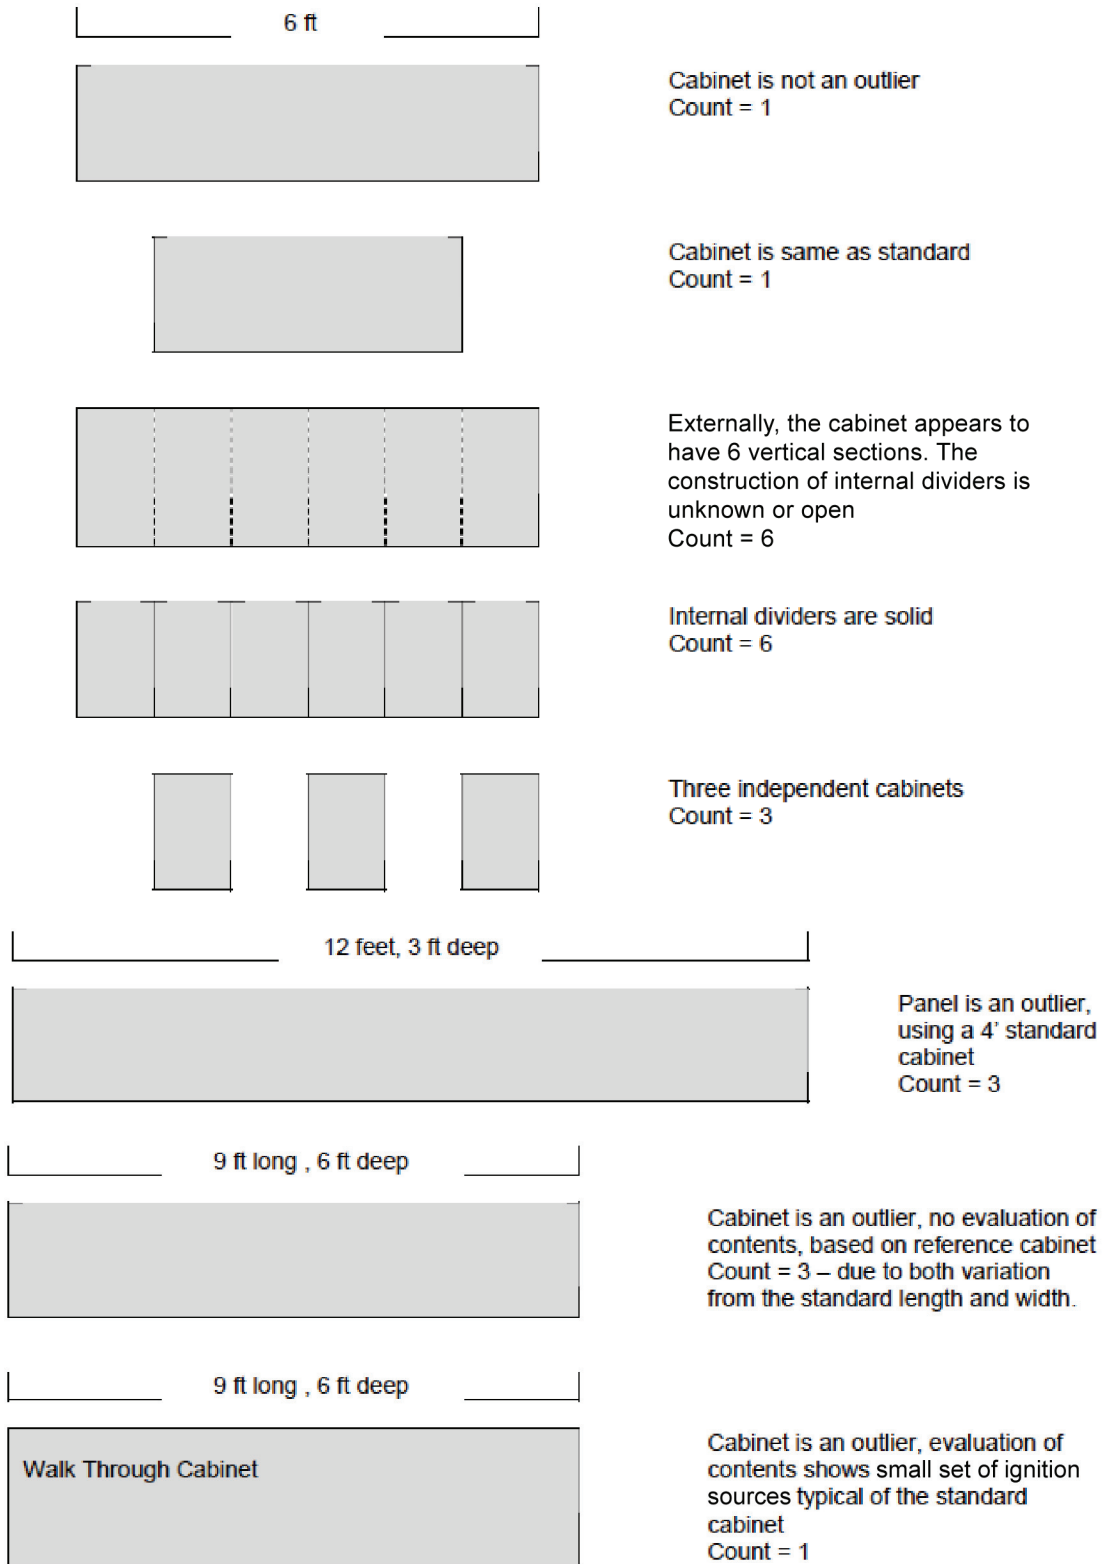 6 ft
Cabinet is not an outlier
Count = 1
Cabinet is same as standard
Count = 1
Externally, the cabinet appears to
have 6 vertical sections. The
construction of internal dividers is
unknown or open
Count = 6
Internal dividers are solid
Count = 6
Three independent cabinets
Count = 3
12 feet, 3 ft deep
Panel is an outlier,
using a 4' standard
cabinet
Count = 3
9 ft long , 6 ft deep
Cabinet is an outlier, no evaluation of
contents, based on reference cabinet
Count = 3 – due to both variation
from the standard length and width.
9 ft long , 6 ft deep
Walk Through Cabinet
Cabinet is an outlier, evaluation of
contents shows small set of ignition
sources typical of the standard
cabinet
Count = 1